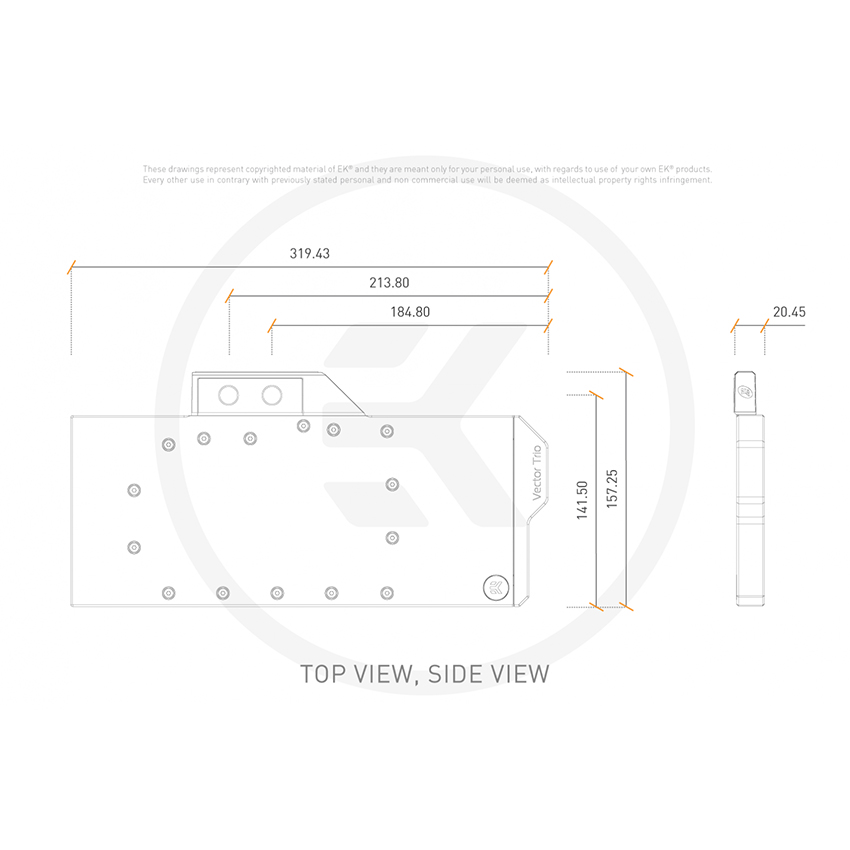 These drawings represent copyrighted material of EK® and they are meant only for your personal use, with regards to use of your own EK® products.
Every other use in contrary with previously stated personal and non commercial use will be deemed as intellectual property rights infringement.
319.43
213.80
184.80
20.45
Vector Trio
141.50
157.25
EK
TOP VIEW, SIDE VIEW